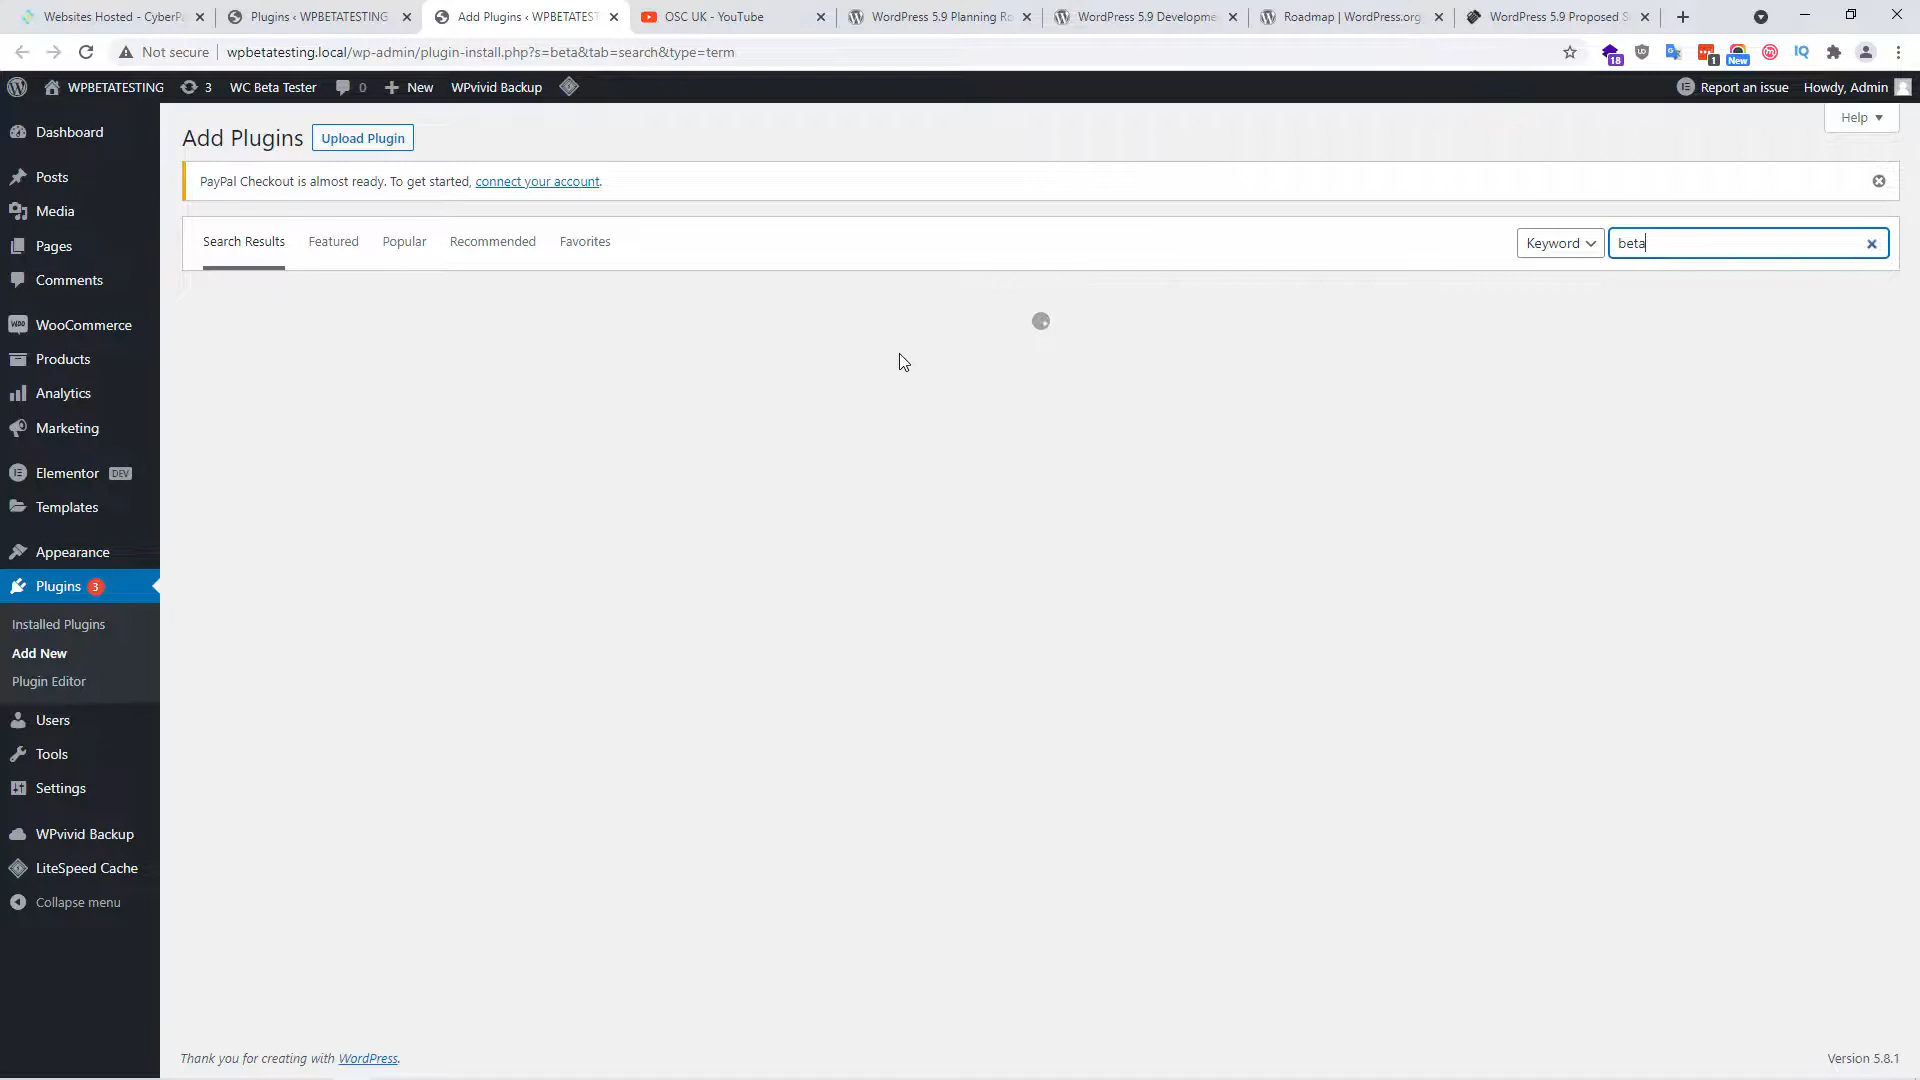 Websites Hosted - CyberPa
Plugins ‹ WPBETATESTING
Add Plugins ‹ WPBETATEST
OSC UK - YouTube
WordPress 5.9 Planning Ro
WordPress 5.9 Developme
Roadmap | WordPress.org
WordPress 5.9 Proposed S
Not secure
wpbetatesting.local/wp-admin/plugin-install.php?s=beta&tab=search&type=term
18
1
New
IQ
WPBETATESTING
3
WC Beta Tester
0
New
WPvivid Backup
Report an issue
Howdy, Admin
Dashboard
Posts
Media
Pages
Comments
WooCommerce
Products
Analytics
Marketing
Elementor DEV
Templates
Appearance
Plugins 3
Installed Plugins
Add New
Plugin Editor
Users
Tools
Settings
WPvivid Backup
LiteSpeed Cache
Collapse menu
Help
Add Plugins
Upload Plugin
PayPal Checkout is almost ready. To get started, connect your account.
Search Results
Featured
Popular
Recommended
Favorites
Keyword
beta
Thank you for creating with WordPress.
Version 5.8.1